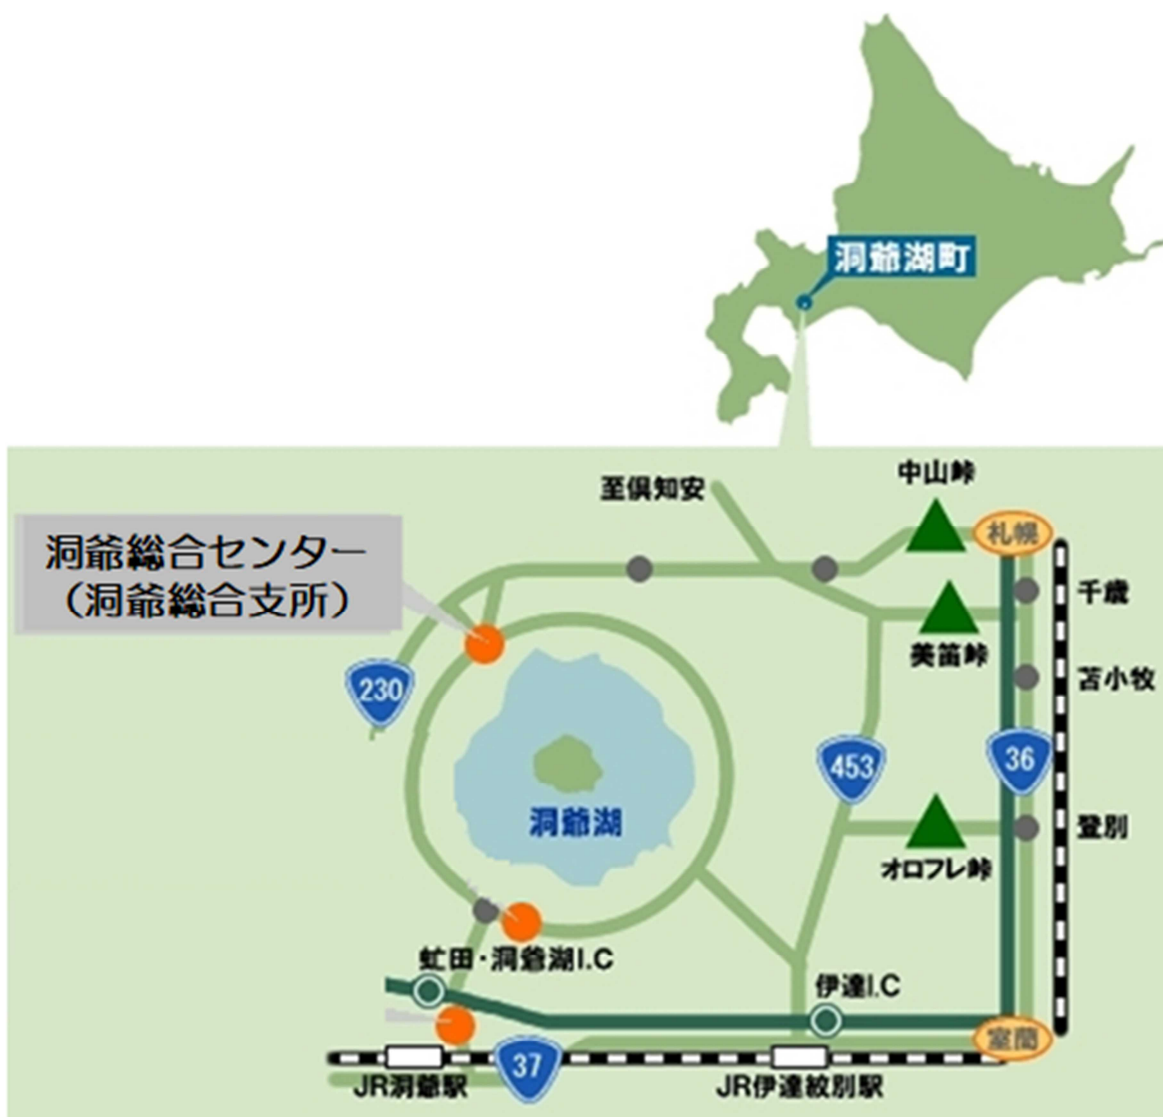 洞爺湖町
中山峠
至倶知安
札幌
洞爺総合センター
（洞爺総合支所）
千歳
美笛峠
苫小牧
230
453
36
洞爺湖
登別
オロフレ峠
虻田・洞爺湖I.C
伊達I.C
室蘭
37
JR洞爺駅
JR伊達紋別駅